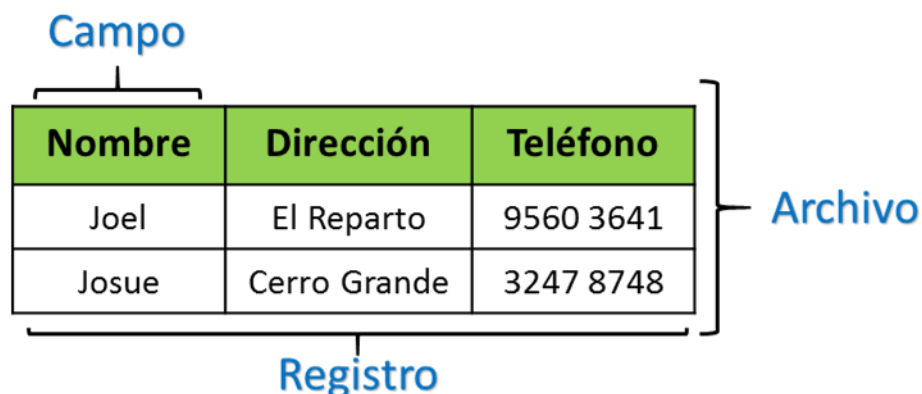 Campo
Nombre Dirección Teléfono
Joel El Reparto 9560 3641
Archivo
Josue Cerro Grande 3247 8748
Registro